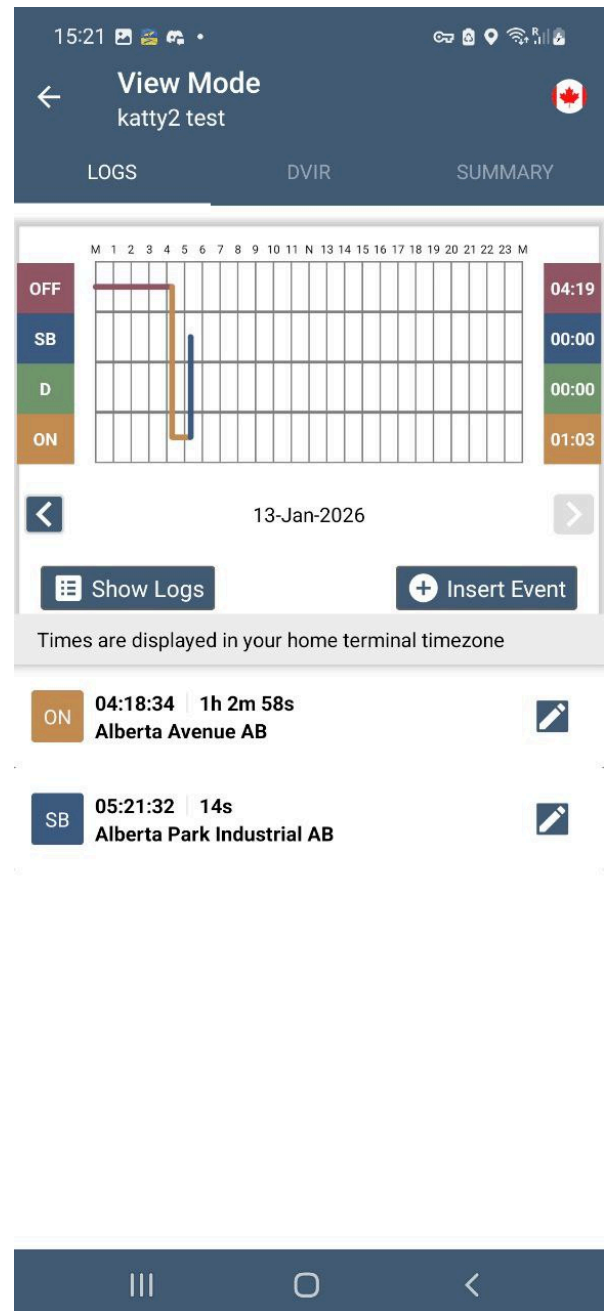 15:21
View Mode
katty2 test
LOGS DVIR SUMMARY
M 1 2 3 4 5 6 7 8 9 10 11 N 13 14 15 16 17 18 19 20 21 22 23 M
OFF 04:19
SB 00:00
D 00:00
ON 01:03
13-Jan-2026
Show Logs Insert Event
Times are displayed in your home terminal timezone
ON 04:18:34 1h 2m 58s
Alberta Avenue AB
SB 05:21:32 14s
Alberta Park Industrial AB